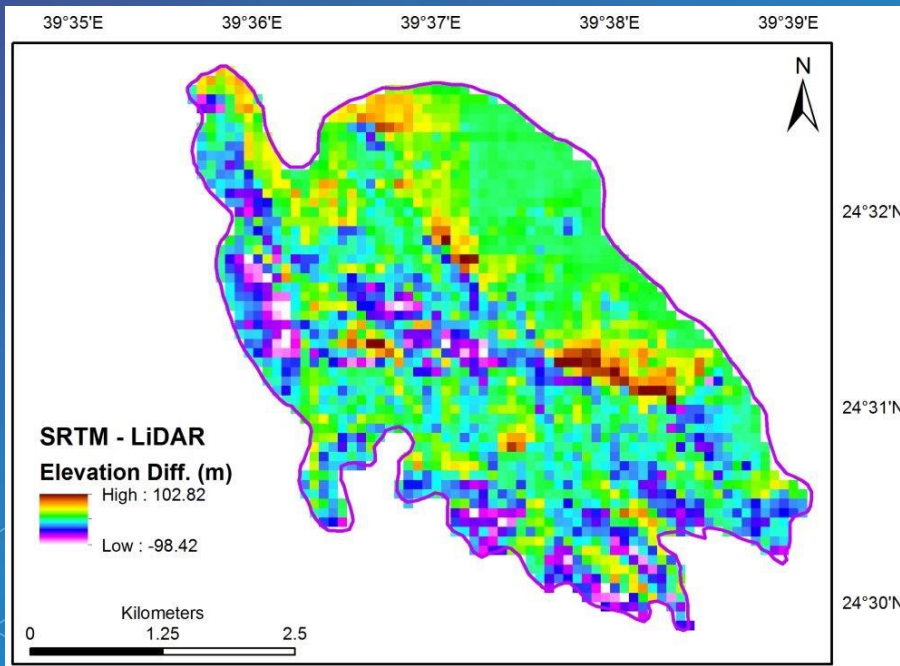 39°35'E 39°36'E 39°37'E 39°38'E 39°39'E
N
24°32'N
24°31'N
24°30'N
SRTM - LiDAR
Elevation Diff. (m)
High : 102.82
Low : -98.42
Kilometers
0 1.25 2.5